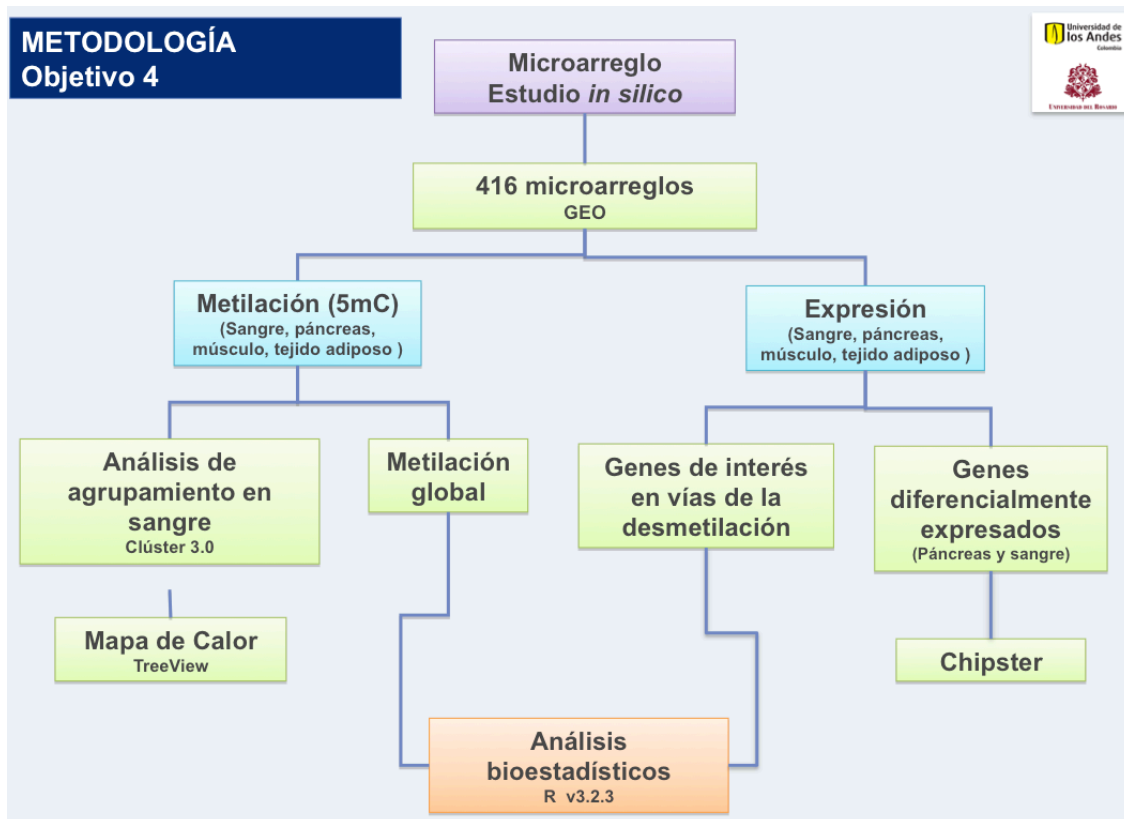 METODOLOGÍA
Objetivo 4
Universidad de
los Andes
Colombia
UNIVERSIDAD DEL ROSARIO
Microarreglo
Estudio in silico
416 microarreglos
GEO
Metilación (5mC)
(Sangre, páncreas,
músculo, tejido adiposo )
Expresión
(Sangre, páncreas,
músculo, tejido adiposo )
Análisis de
agrupamiento en
sangre
Clúster 3.0
Metilación
global
Genes de interés
en vías de la
desmetilación
Genes
diferencialmente
expresados
(Páncreas y sangre)
Mapa de Calor
TreeView
Chipster
Análisis
bioestadísticos
R v3.2.3